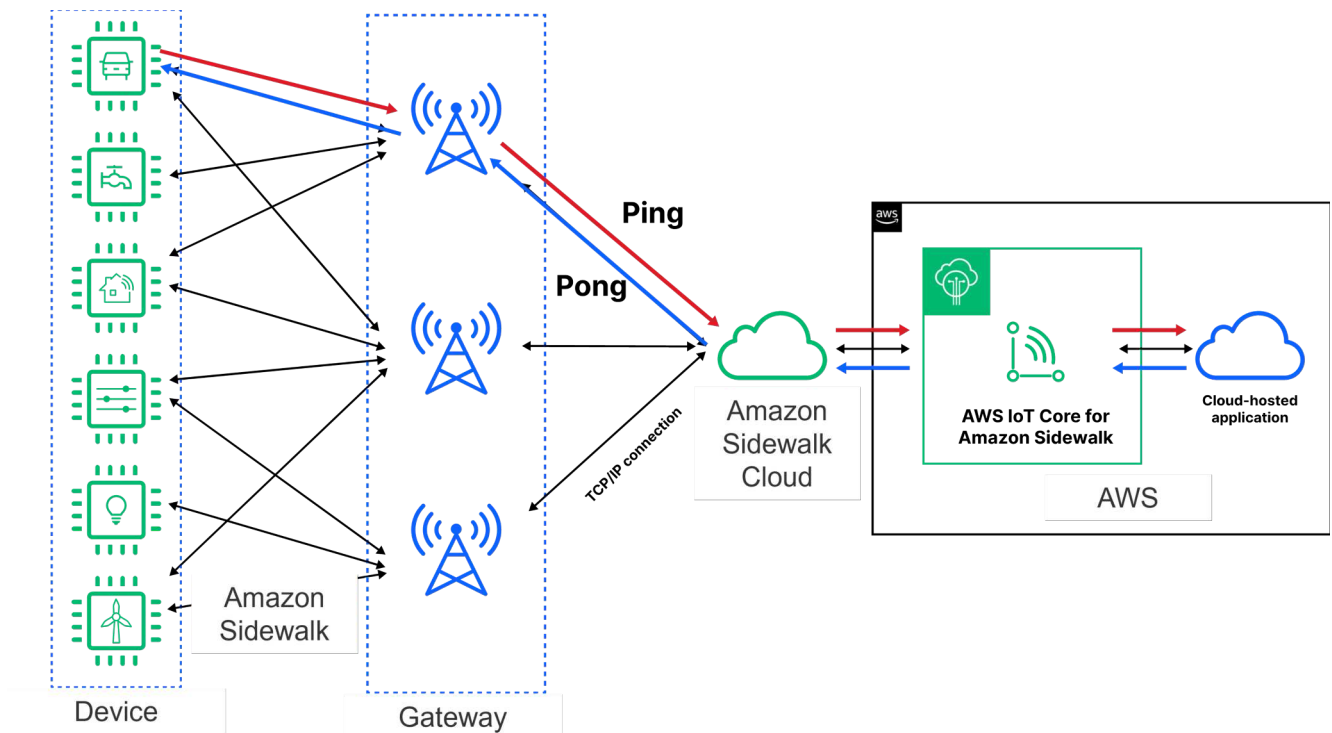 Ping
Pong
aws
TCP/IP connection
Amazon
Sidewalk
Cloud
AWS IoT Core for
Amazon Sidewalk
Cloud-hosted
application
AWS
Amazon
Sidewalk
Device
Gateway